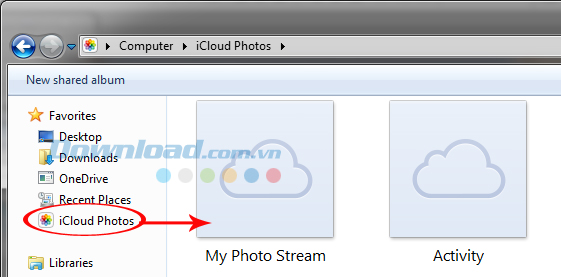 Computer iCloud Photos
New shared album
Favorites
Desktop
Downloads
OneDrive
Recent Places
iCloud Photos
Libraries
Download.com.vn
My Photo Stream
Activity